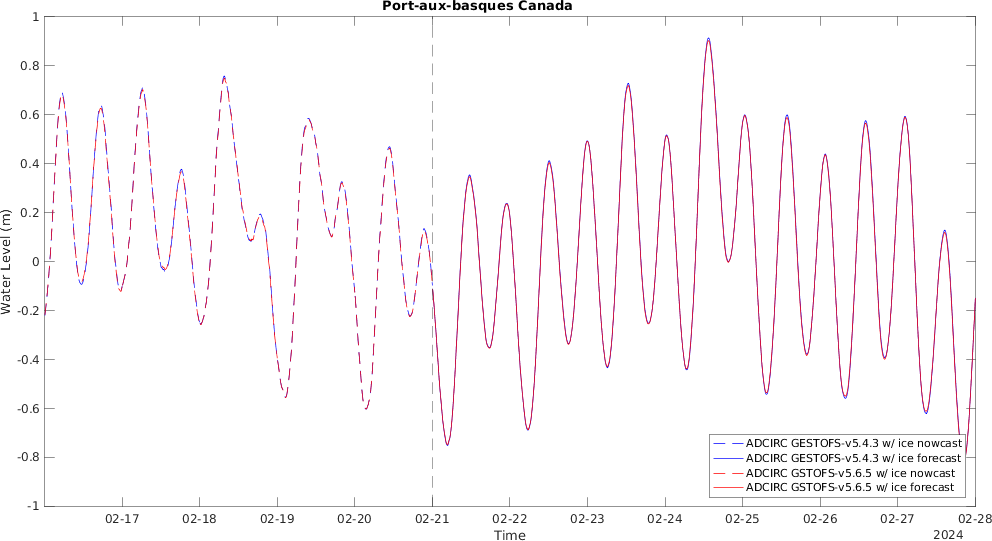 Port-aux-basques Canada
1
0.8
0.6
0.4
0.2
0
-0.2
-0.4
-0.6
-0.8
-1
Water Level (m)
ADCIRC GESTOFS-v5.4.3 w/ ice nowcast
ADCIRC GESTOFS-v5.4.3 w/ ice forecast
ADCIRC GSTOFS-v5.6.5 w/ ice nowcast
ADCIRC GSTOFS-v5.6.5 w/ ice forecast
02-17 02-18 02-19 02-20 02-21 02-22 02-23 02-24 02-25 02-26 02-27 02-28
Time
2024